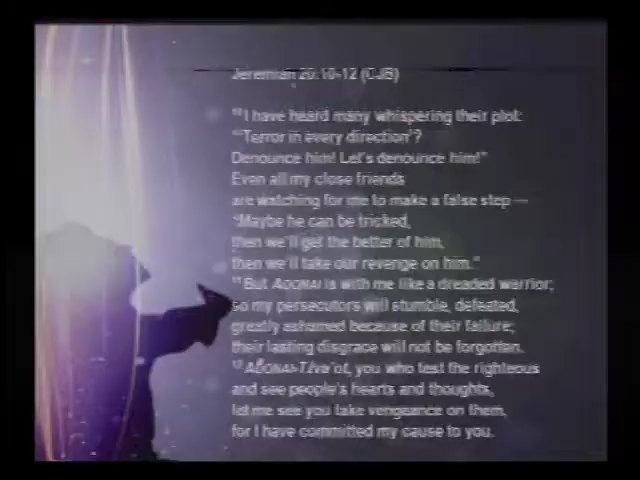 Jeremiah 20:10-12 (CJB)
10 I have heard many whispering their plot:
"'Terror in every direction'?
Denounce him! Let's denounce him!"
Even all my close friends
are watching for me to make a false step —
"Maybe he can be tricked,
then we'll get the better of him,
then we'll take our revenge on him."
11 But ADONAI is with me like a dreaded warrior;
so my persecutors will stumble, defeated,
greatly ashamed because of their failure;
their lasting disgrace will not be forgotten.
12 ADONAI-Tzva'ot, you who test the righteous
and see people's hearts and thoughts,
let me see you take vengeance on them,
for I have committed my cause to you.